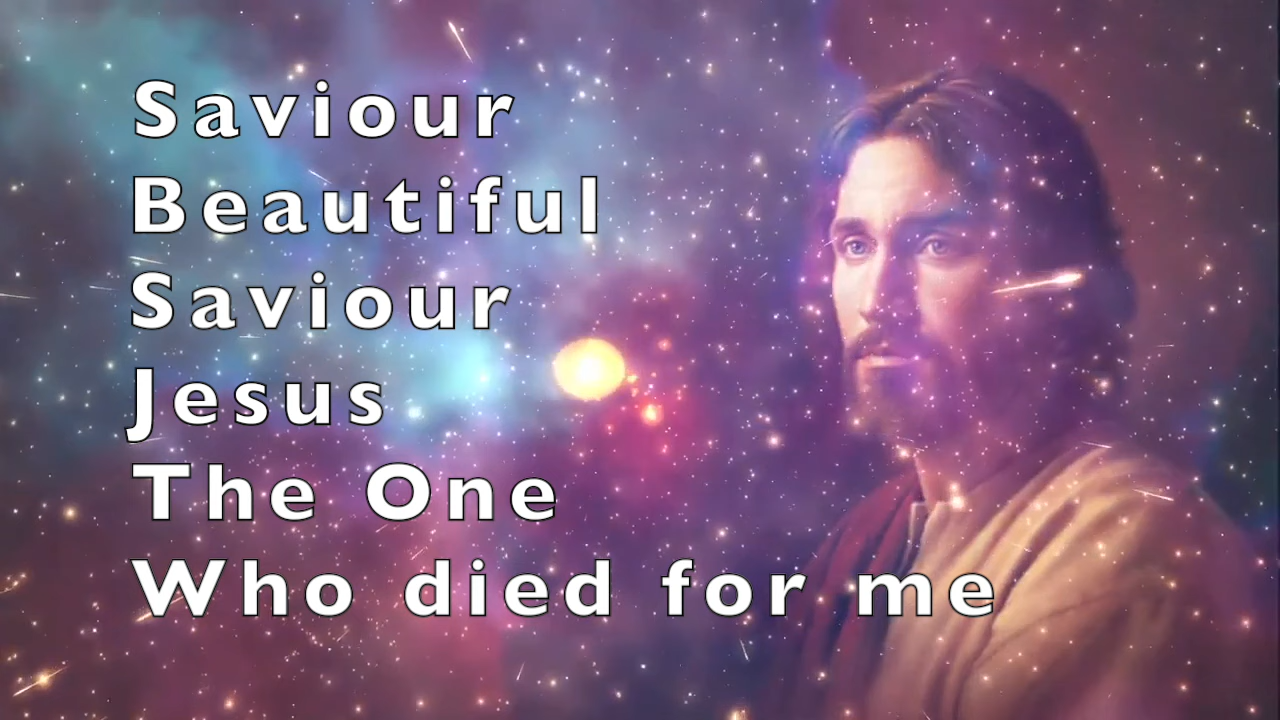 Saviour
Beautiful
Saviour
Jesus
The One
Who died for me